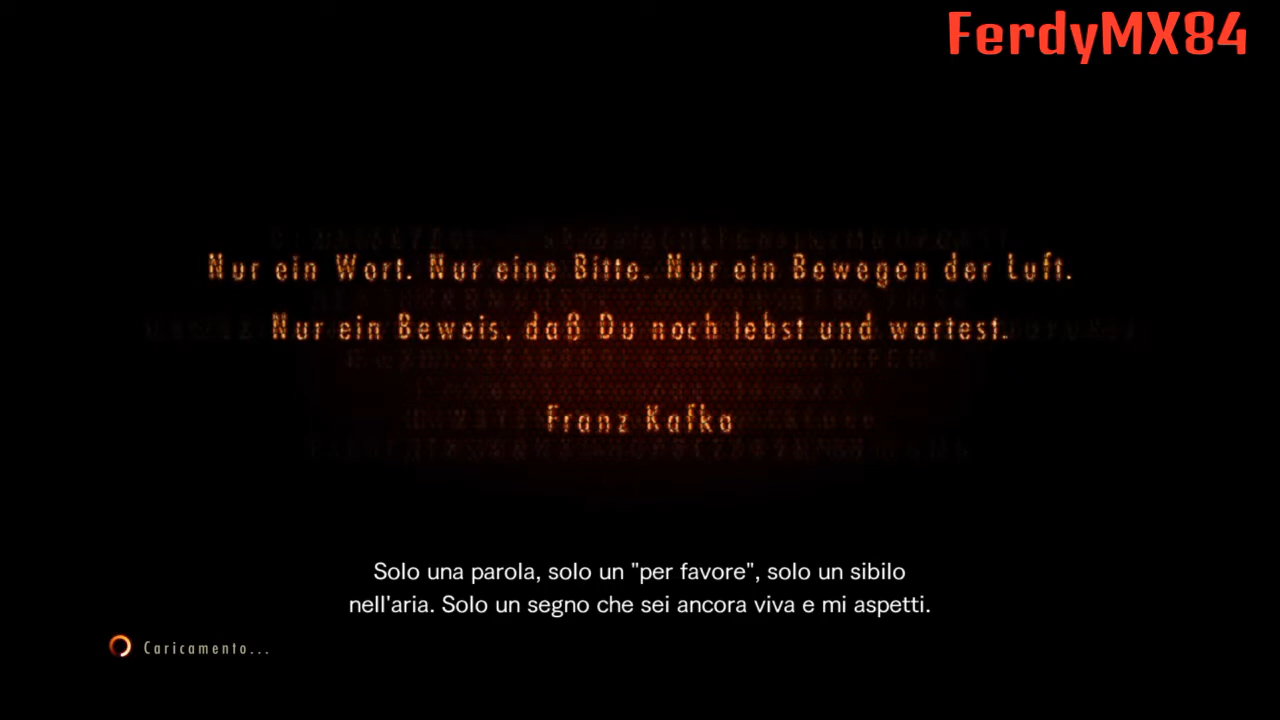 FerdyMX84
Nur ein Wort. Nur eine Bitte. Nur ein Bewegen der Luft.
Nur ein Beweis, daß Du noch lebst und wartest.
Franz Kafka
Solo una parola, solo un "per favore", solo un sibilo
nell'aria. Solo un segno che sei ancora viva e mi aspetti.
Caricamento...